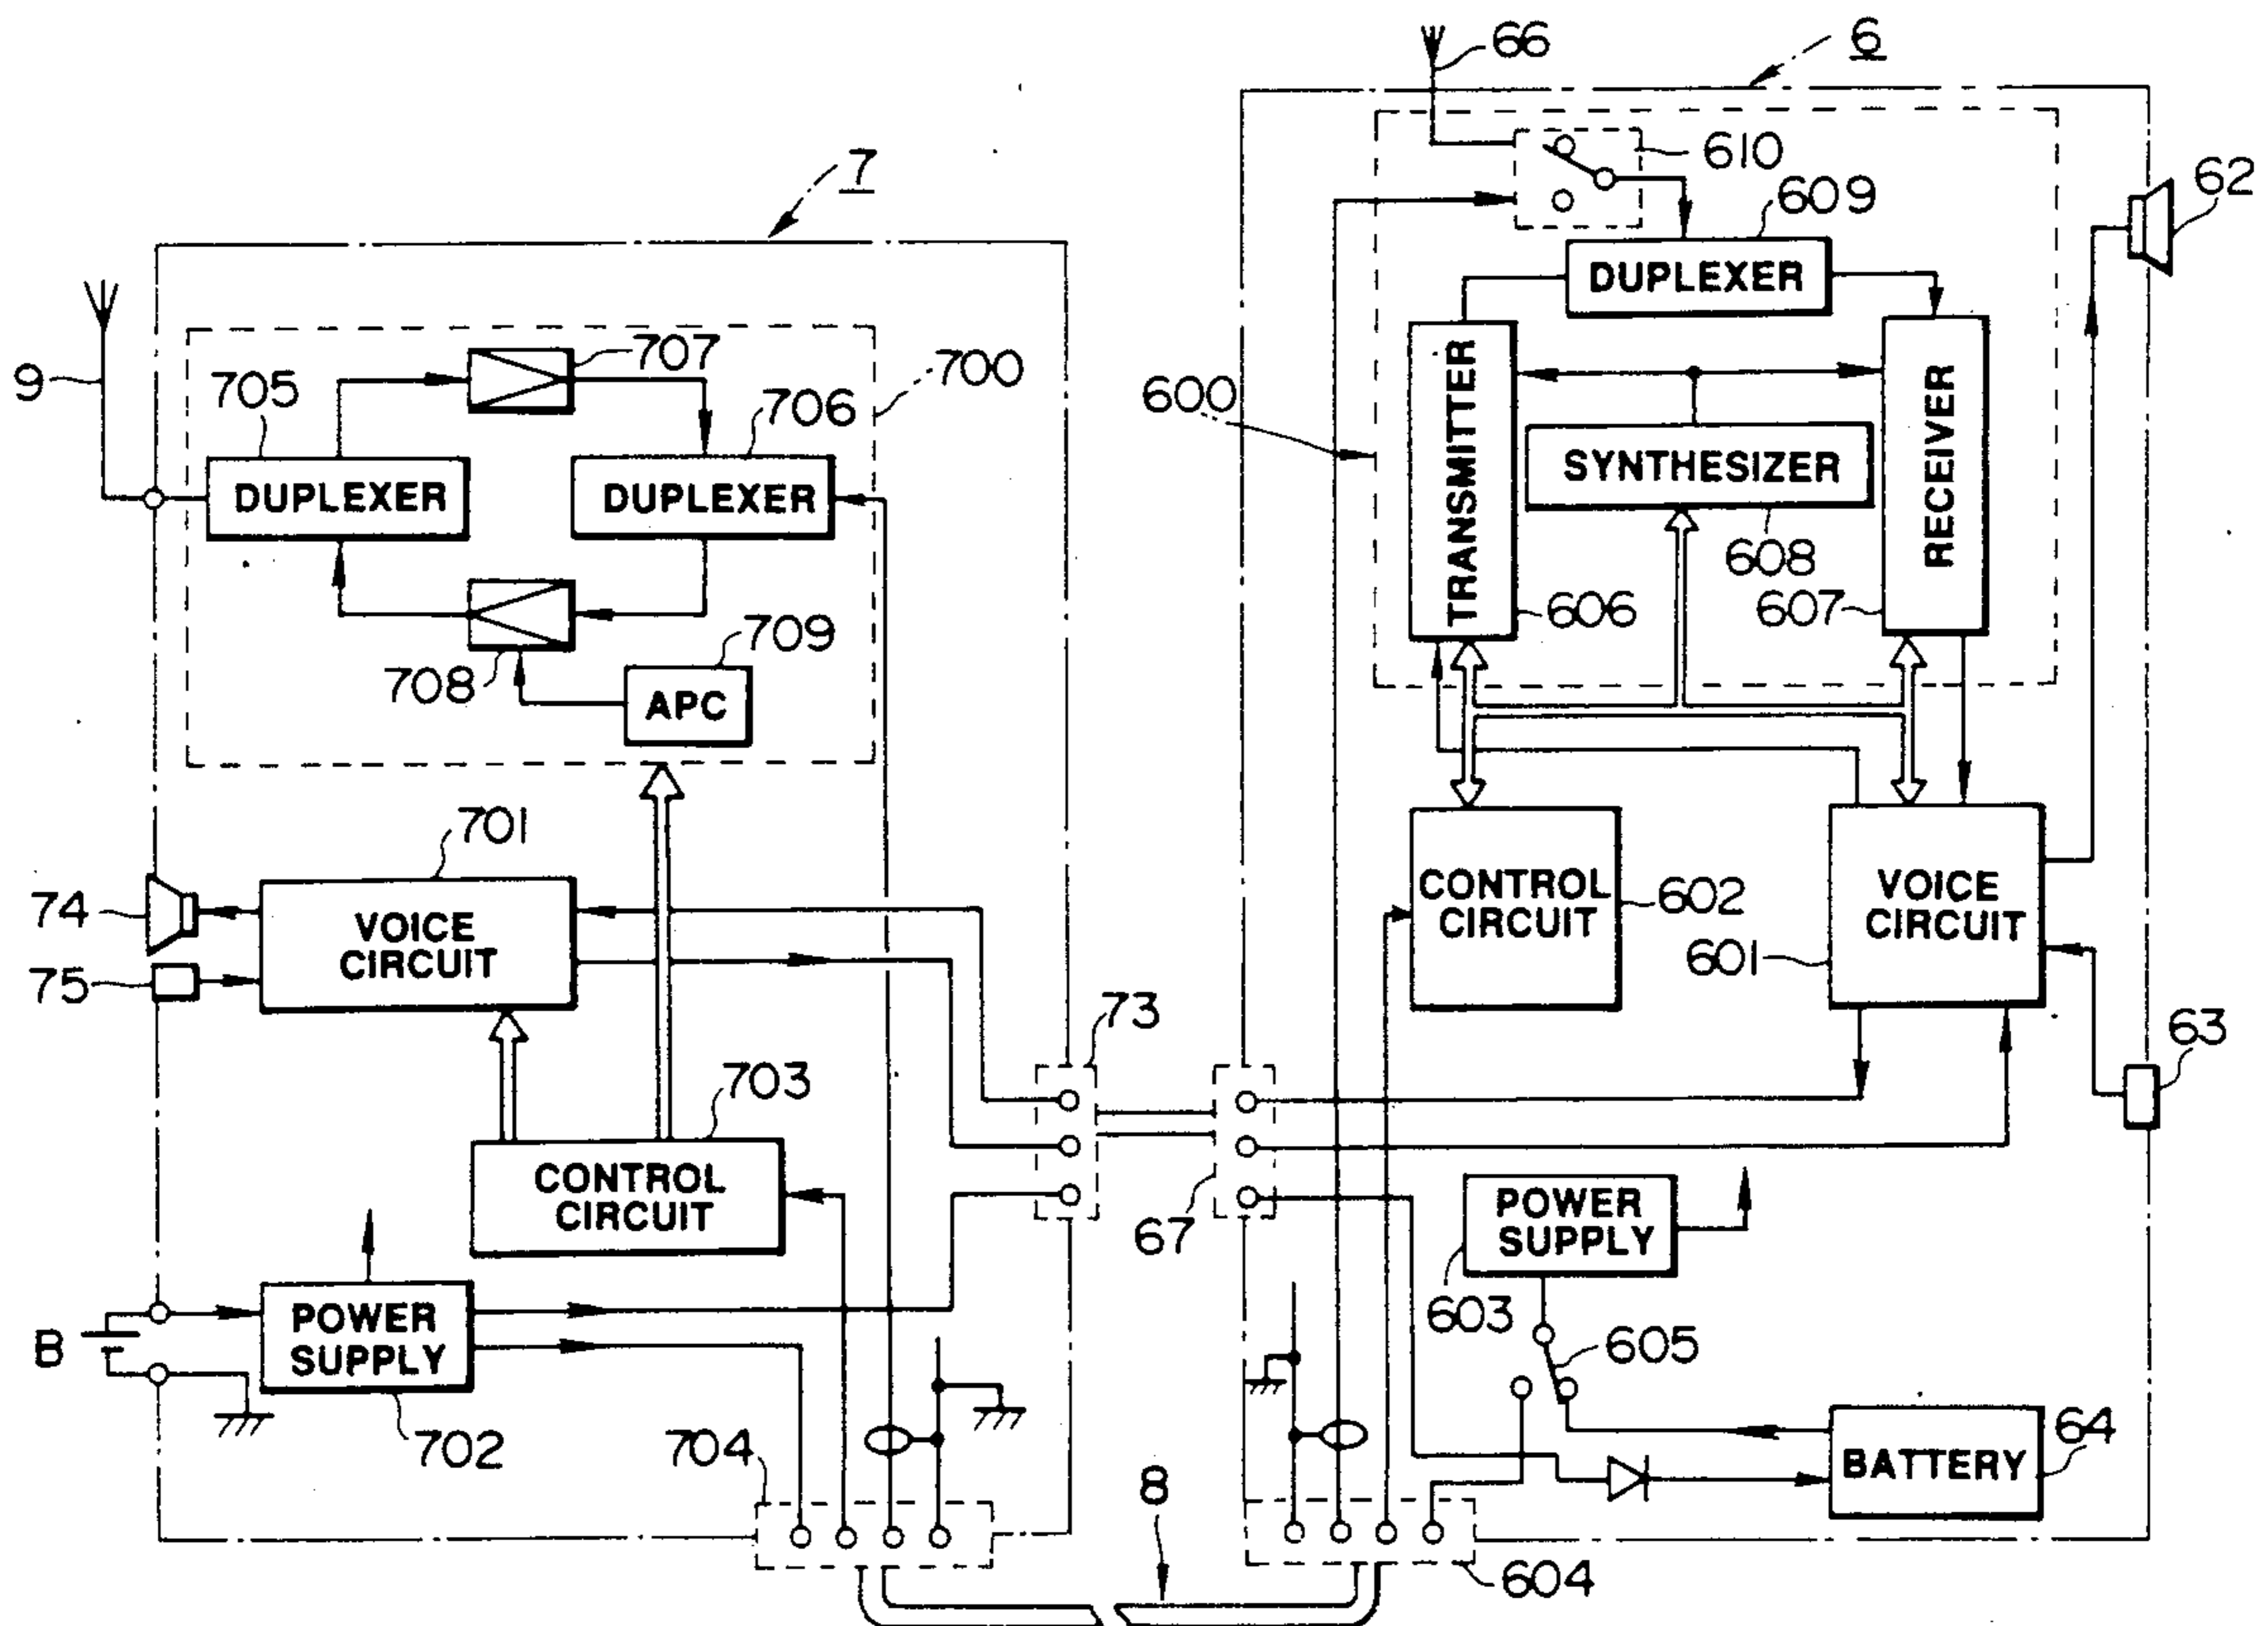 66
6
610
7
62
609
DUPLEXER
707
700
9
705
706
600
TRANSMITTER
RECEIVER
DUPLEXER
DUPLEXER
SYNTHESIZER
608
606
607
709
708
APC
701
74
VOICE
CIRCUIT
CONTROL
CIRCUIT
602
VOICE
CIRCUIT
601
75
73
63
703
CONTROL
CIRCUIT
67
POWER
SUPPLY
603
B
POWER
SUPPLY
605
702
704
64
BATTERY
8
604